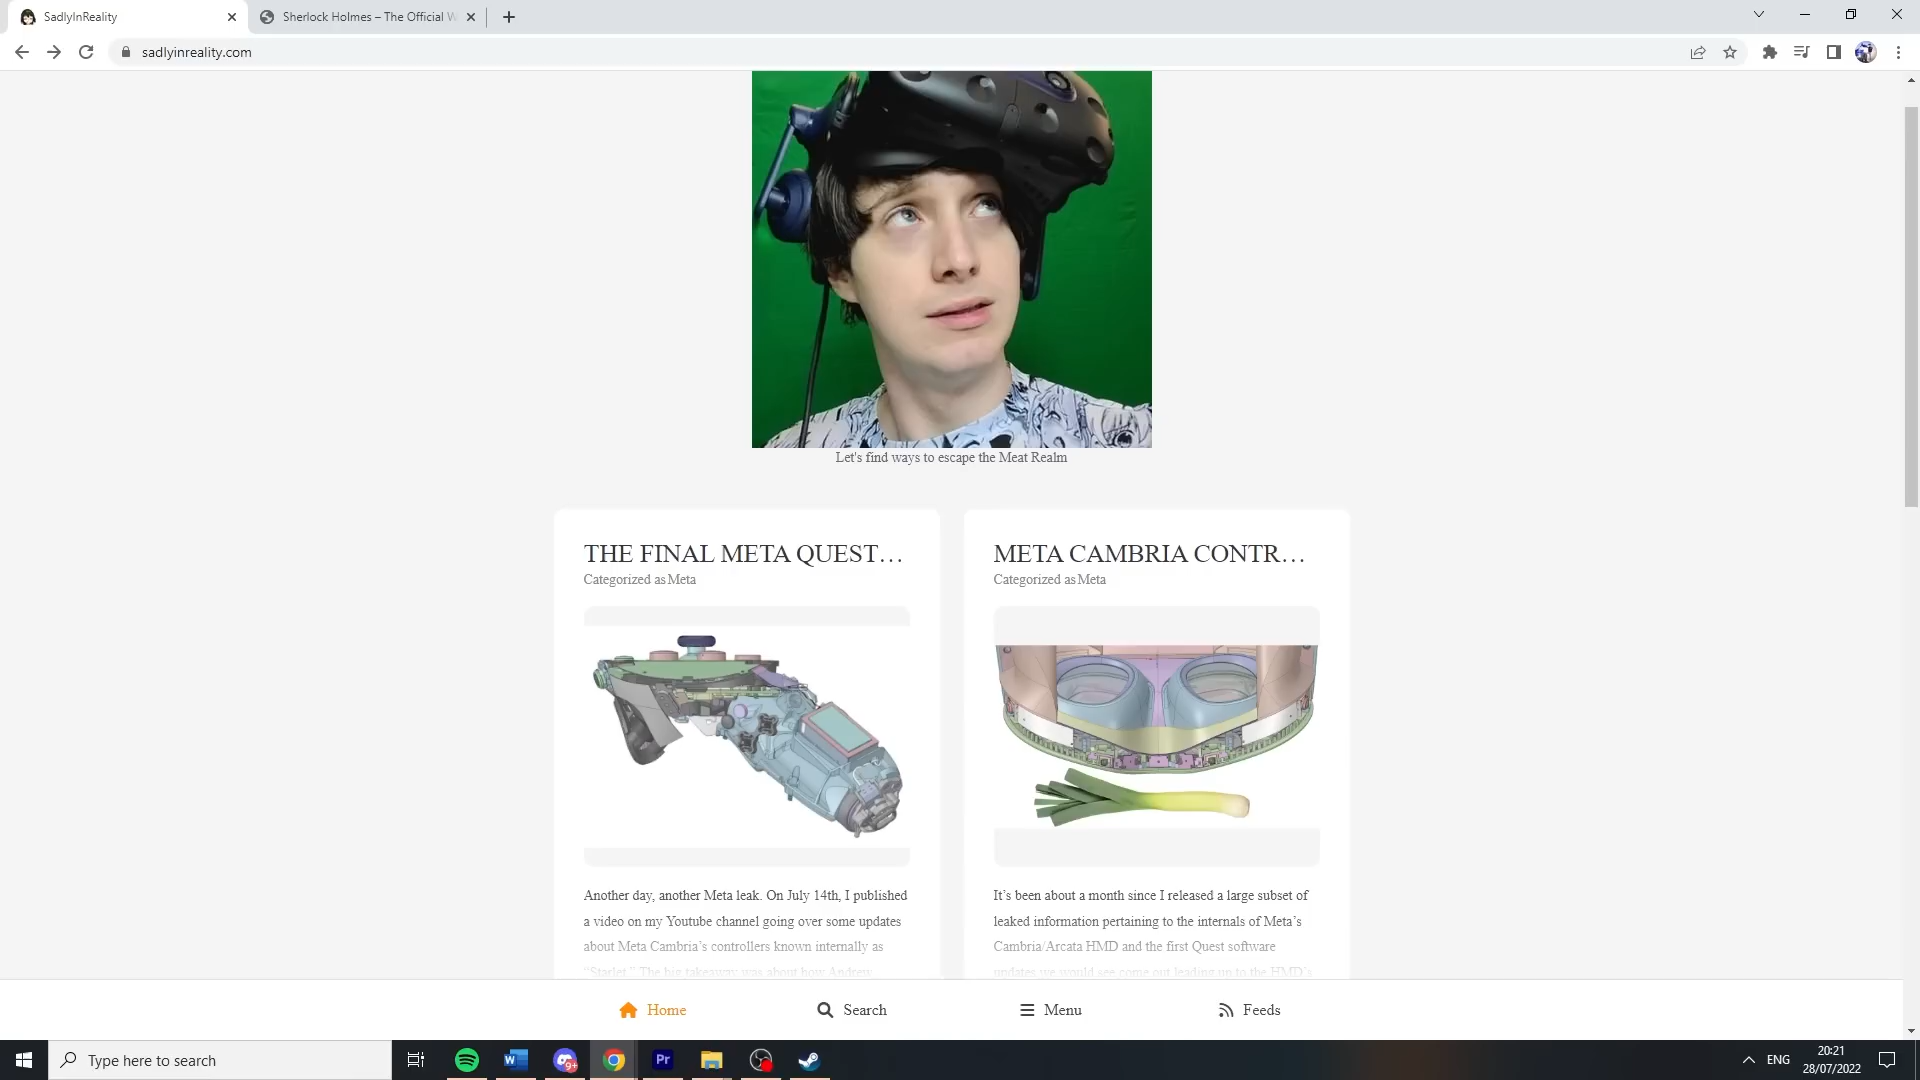 SadlyInReality
Sherlock Holmes – The Official W
sadlyinreality.com
Let's find ways to escape the Meat Realm
THE FINAL META QUEST…
Categorized as Meta
Another day, another Meta leak. On July 14th, I published
a video on my Youtube channel going over some updates
about Meta Cambria’s controllers known internally as
“Starlet.” The big takeaway was about how Andrew
META CAMBRIA CONTR…
Categorized as Meta
It’s been about a month since I released a large subset of
leaked information pertaining to the internals of Meta’s
Cambria/Arcata HMD and the first Quest software
updates we would see come out leading up to the HMD’s
Home
Search
Menu
Feeds
Type here to search
W
9+
Pr
ENG
20:21
28/07/2022